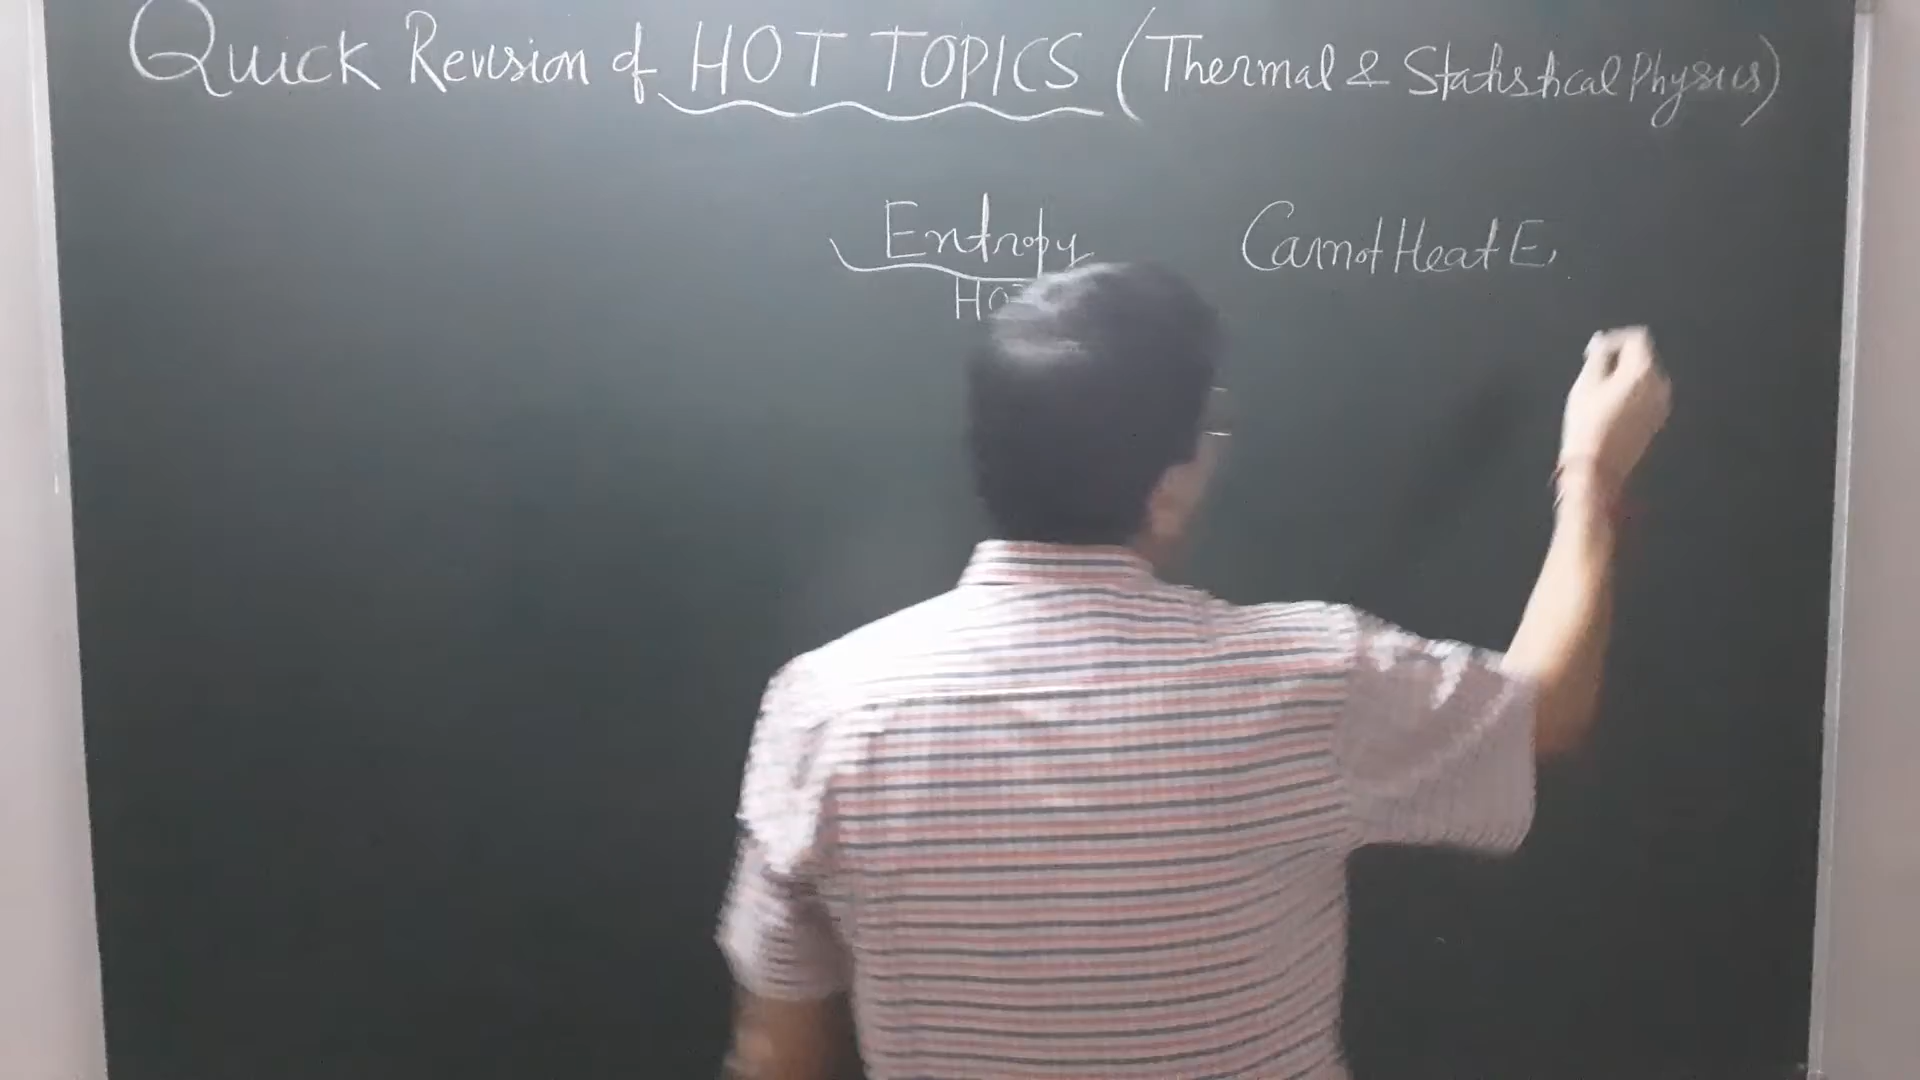 Quick Revision of HOT TOPICS (Thermal & Statistical Physics)
Entropy Carnot Heat E,